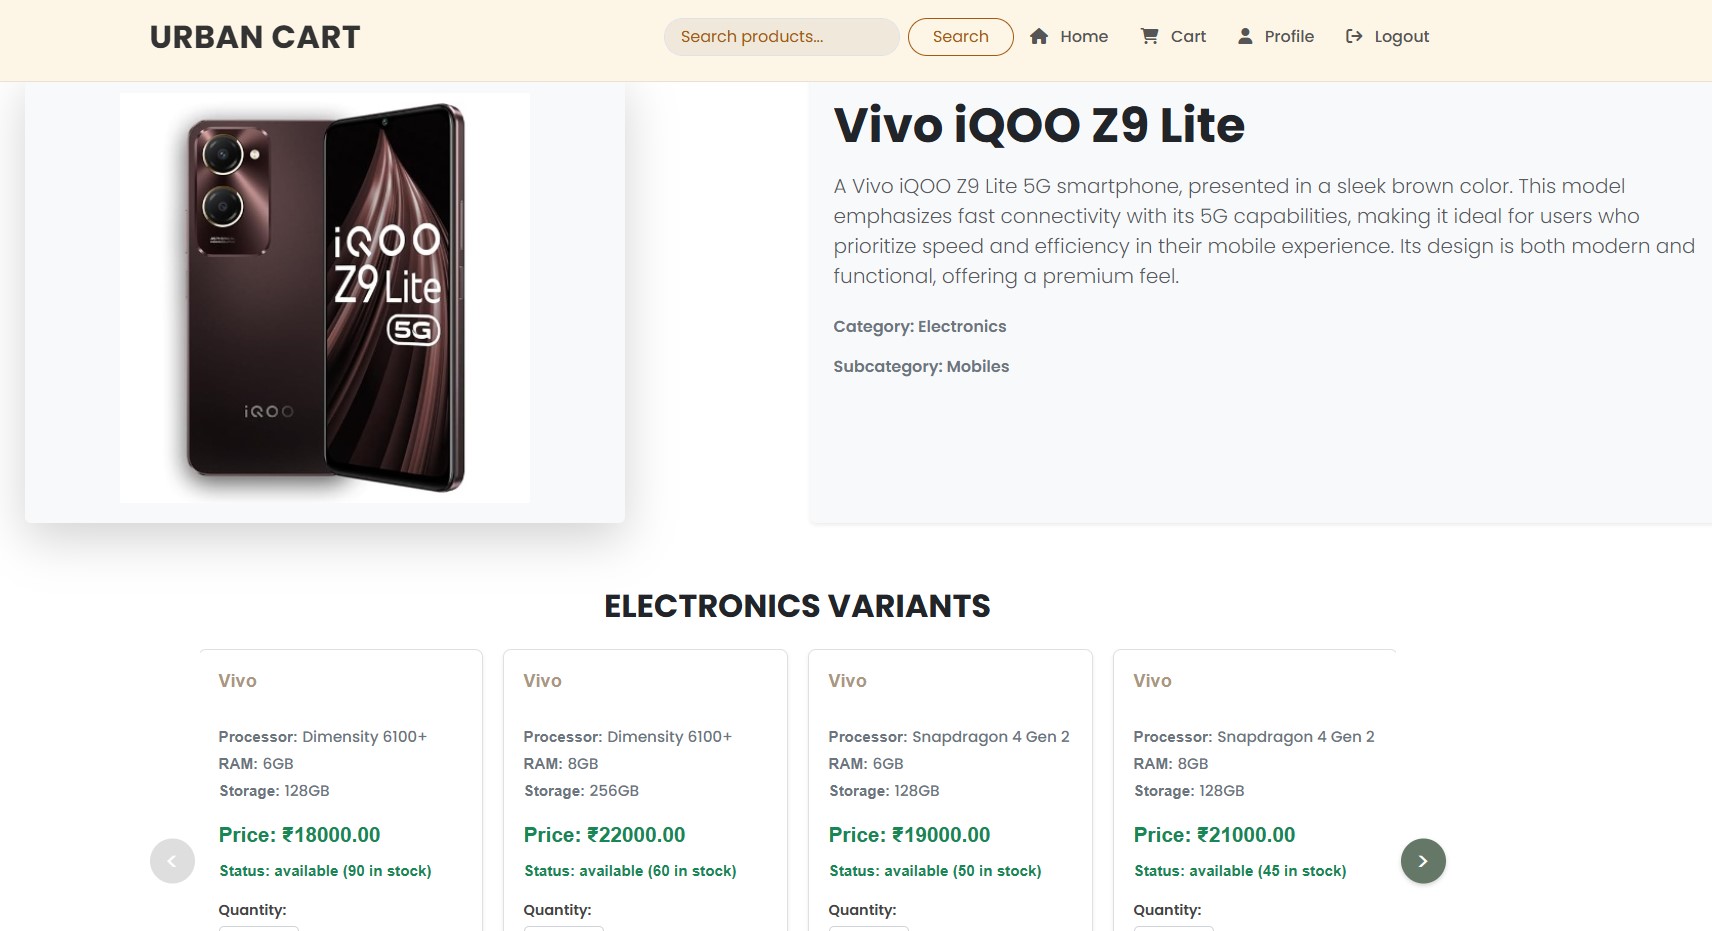 URBAN CART
Search products...
Search
Home
Cart
Profile
Logout
iQOO
Z9 Lite
5G
iQOO
Vivo iQOO Z9 Lite
A Vivo iQOO Z9 Lite 5G smartphone, presented in a sleek brown color. This model
emphasizes fast connectivity with its 5G capabilities, making it ideal for users who
prioritize speed and efficiency in their mobile experience. Its design is both modern and
functional, offering a premium feel.
Category: Electronics
Subcategory: Mobiles
ELECTRONICS VARIANTS
Vivo
Processor: Dimensity 6100+
RAM: 6GB
Storage: 128GB
Price: ₹18000.00
Status: available (90 in stock)
Quantity:
Vivo
Processor: Dimensity 6100+
RAM: 8GB
Storage: 256GB
Price: ₹22000.00
Status: available (60 in stock)
Quantity:
Vivo
Processor: Snapdragon 4 Gen 2
RAM: 6GB
Storage: 128GB
Price: ₹19000.00
Status: available (50 in stock)
Quantity:
Vivo
Processor: Snapdragon 4 Gen 2
RAM: 8GB
Storage: 128GB
Price: ₹21000.00
Status: available (45 in stock)
Quantity: